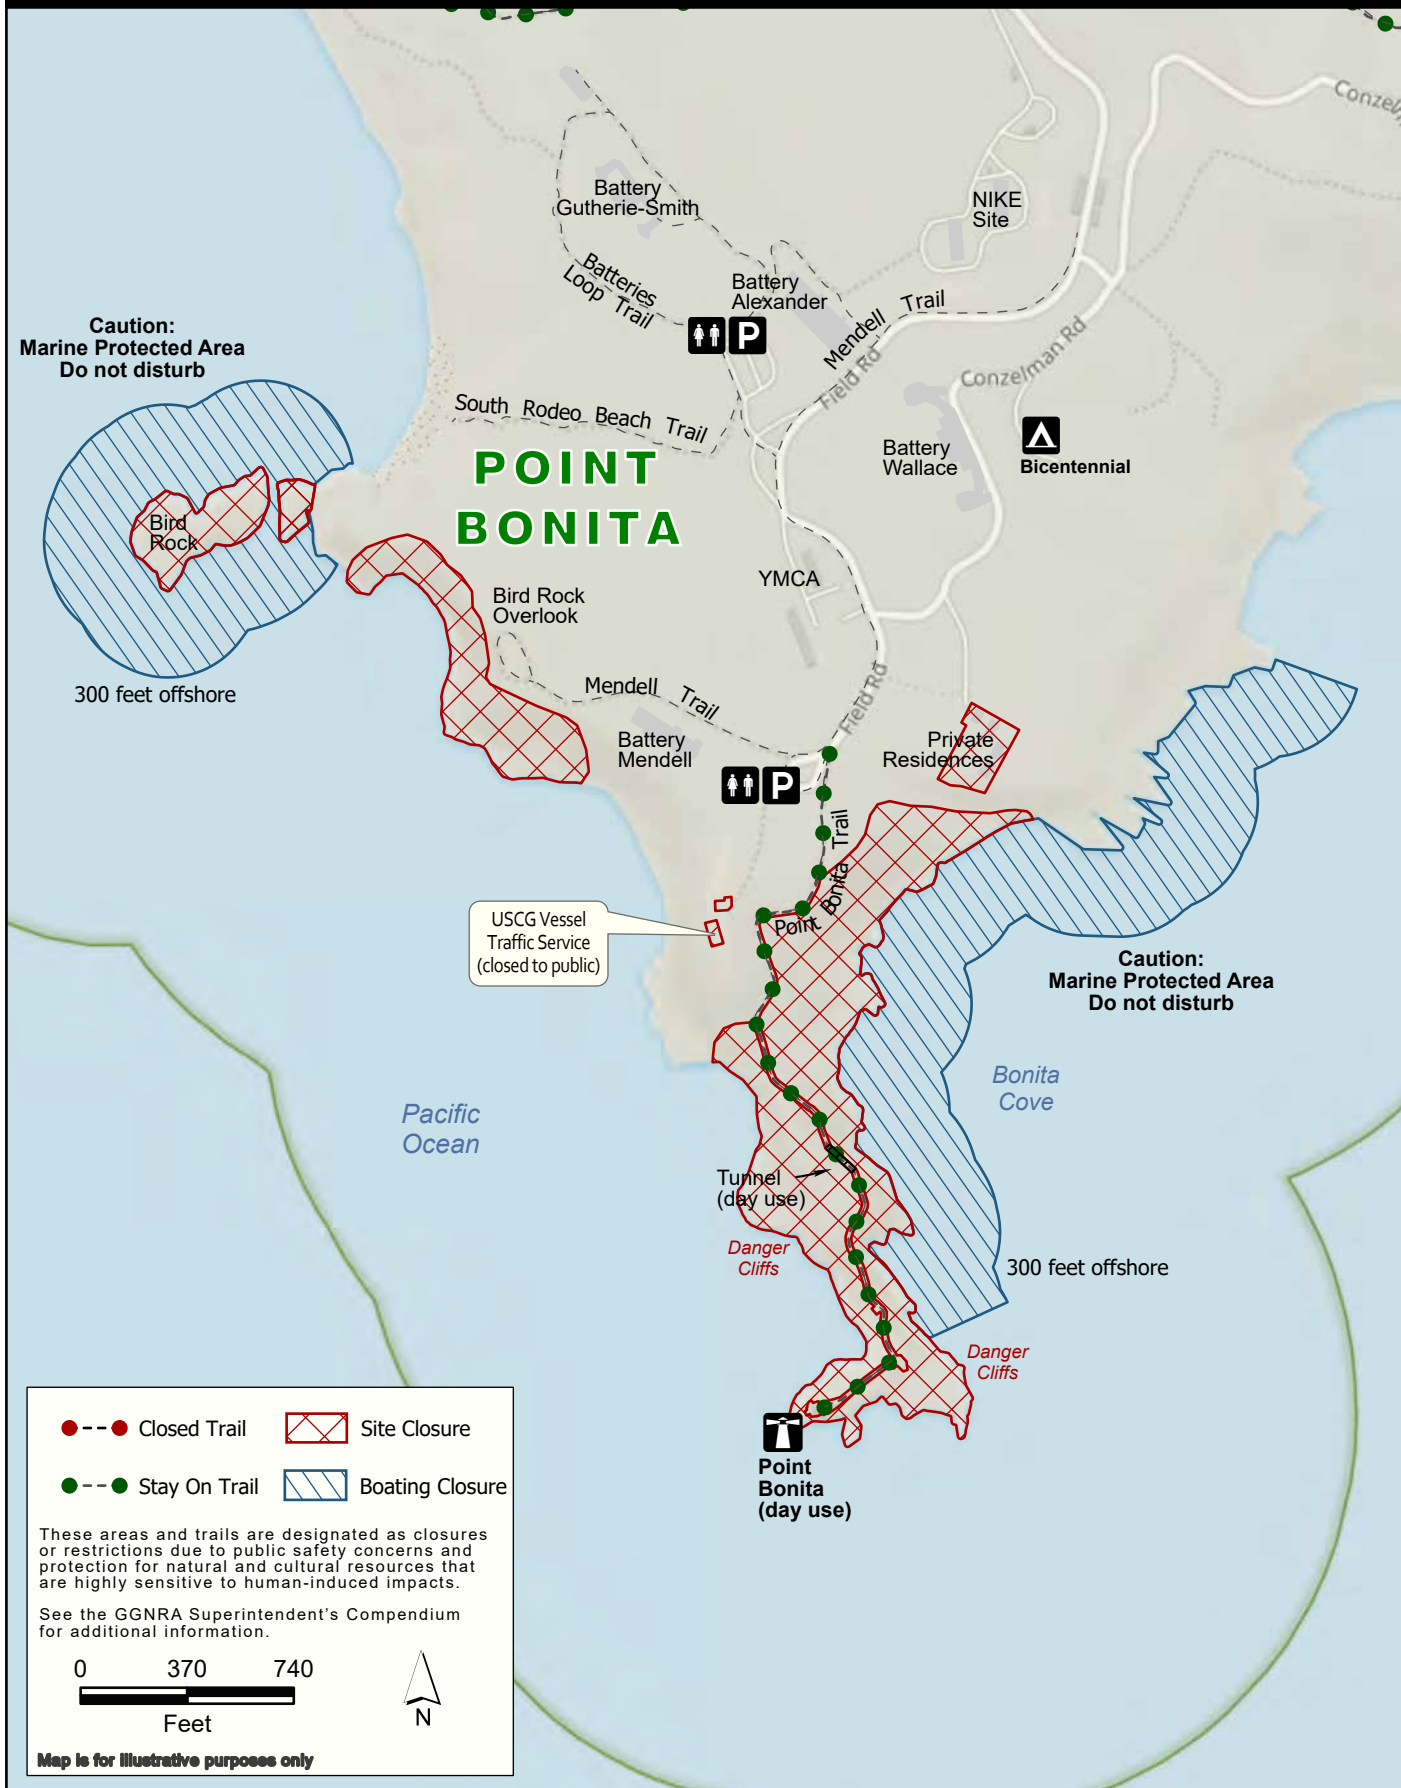 Conzel
Battery
Gutherie-Smith
NIKE
Site
Batteries
Loop Trail
Battery
Alexander
P
Mendell Trail
Field Rd
Conzelman Rd
Caution:
Marine Protected Area
Do not disturb
South Rodeo Beach Trail
POINT
BONITA
Battery
Wallace
Bicentennial
Bird
Rock
YMCA
Bird Rock
Overlook
300 feet offshore
Mendell Trail
Field Rd
Battery
Mendell
Private
Residences
P
Point Bonita Trail
USCG Vessel
Traffic Service
(closed to public)
Caution:
Marine Protected Area
Do not disturb
Bonita
Cove
Pacific
Ocean
Tunnel
(day use)
Danger
Cliffs
300 feet offshore
Danger
Cliffs
Point
Bonita
(day use)
Closed Trail
Site Closure
Stay On Trail
Boating Closure
These areas and trails are designated as closures
or restrictions due to public safety concerns and
protection for natural and cultural resources that
are highly sensitive to human-induced impacts.
See the GGNRA Superintendent's Compendium
for additional information.
0 370 740
Feet
N
Map is for illustrative purposes only